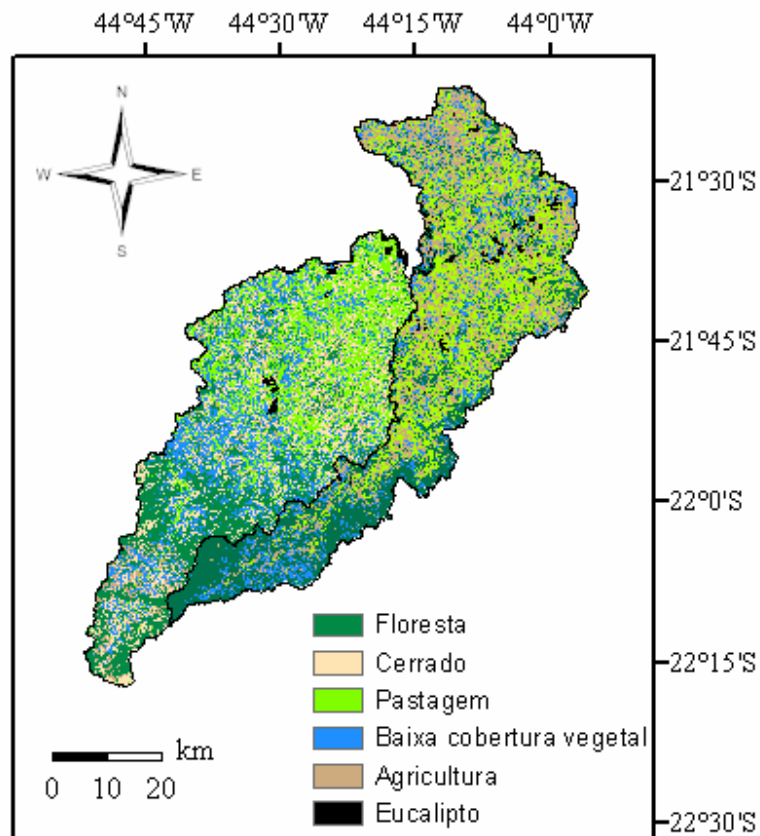 44°45'W 44°30'W 44°15'W 44°0'W
N
W E
S
21°30'S
21°45'S
22°0'S
22°15'S
22°30'S
Floresta
Cerrado
Pastagem
Baixa cobertura vegetal
Agricultura
Eucalipto
km
0 10 20